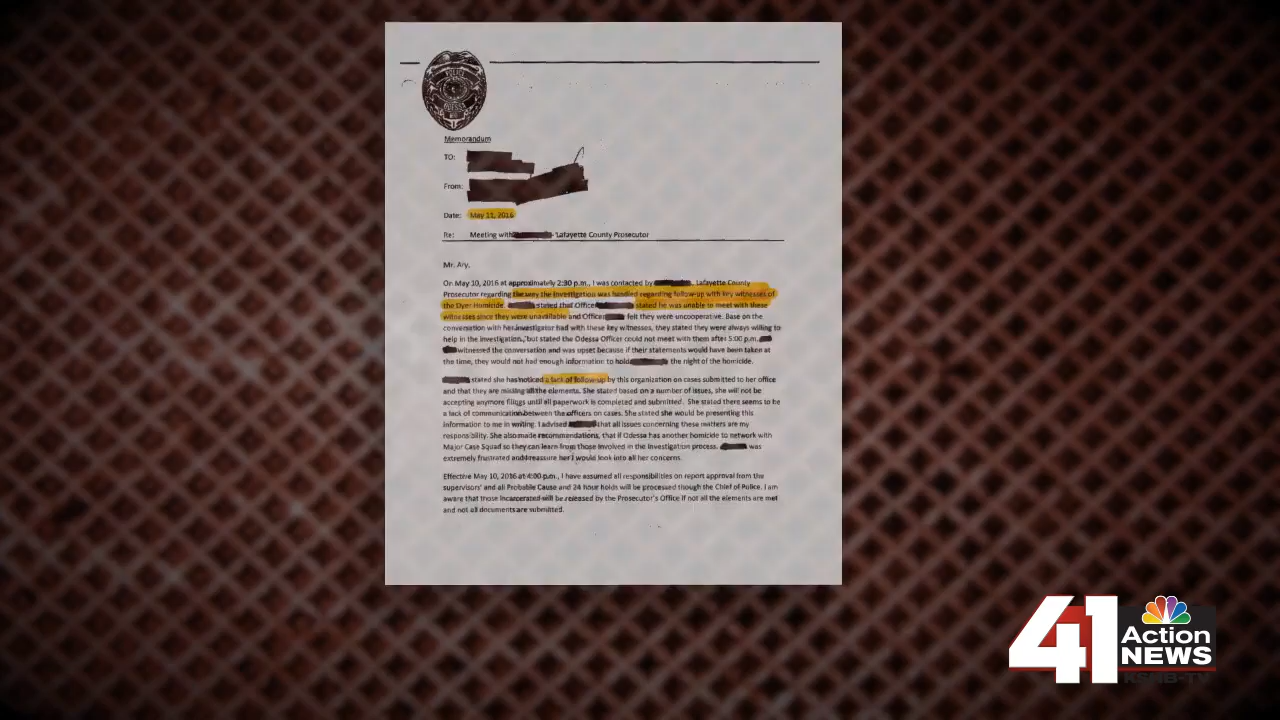 POLICE
ODESSA
MO
Memorandum
TO:
From:
Date: May 11, 2016
Re: Meeting with - Lafayette County Prosecutor
Mr. Ary,
On May 10, 2016 at approximately 2:30 p.m., I was contacted by Lafayette County
Prosecutor regarding the way the investigation was handled regarding follow-up with key witnesses of
the Dyer Homicide. stated that Officer stated he was unable to meet with these
witnesses since they were unavailable and Officer felt they were uncooperative. Base on the
conversation with her investigator had with these key witnesses, they stated they were always willing to
help in the investigation, but stated the Odessa Officer could not meet with them after 5:00 p.m.
witnessed the conversation and was upset because if their statements would have been taken at
the time, they would not had enough information to hold the night of the homicide.
stated she has noticed a lack of follow-up by this organization on cases submitted to her office
and that they are missing all the elements. She stated based on a number of issues, she will not be
accepting anymore filings until all paperwork is completed and submitted. She stated there seems to be
a lack of communication between the officers on cases. She stated she would be presenting this
information to me in writing. I advised that all issues concerning these matters are my
responsibility. She also made recommendations, that if Odessa has another homicide to network with
Major Case Squad so they can learn from those involved in the investigation process. was
extremely frustrated and reassure her I would look into all her concerns.
Effective May 10, 2016 at 4:00 p.m., I have assumed all responsibilities on report approval from the
supervisors' and all Probable Cause and 24 hour holds will be processed though the Chief of Police. I am
aware that those incarcerated will be released by the Prosecutor's Office if not all the elements are met
and not all documents are submitted.
41 Action
NEWS
KSHB-TV